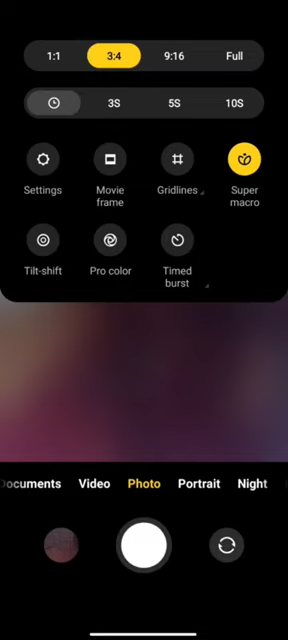 1:1 3:4 9:16 Full
3S 5S 10S
Settings Movie frame Gridlines Super macro
Tilt-shift Pro color Timed burst
Documents Video Photo Portrait Night